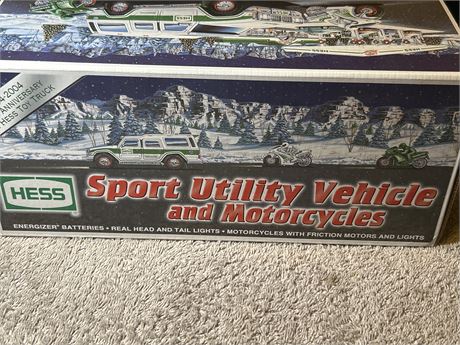 HESS
-2004
ANNIVERSARY
HESS TOY TRUCK
HESS
Sport Utility Vehicle
and Motorcycles
ENERGIZER® BATTERIES • REAL HEAD AND TAIL LIGHTS • MOTORCYCLES WITH FRICTION MOTORS AND LIGHTS